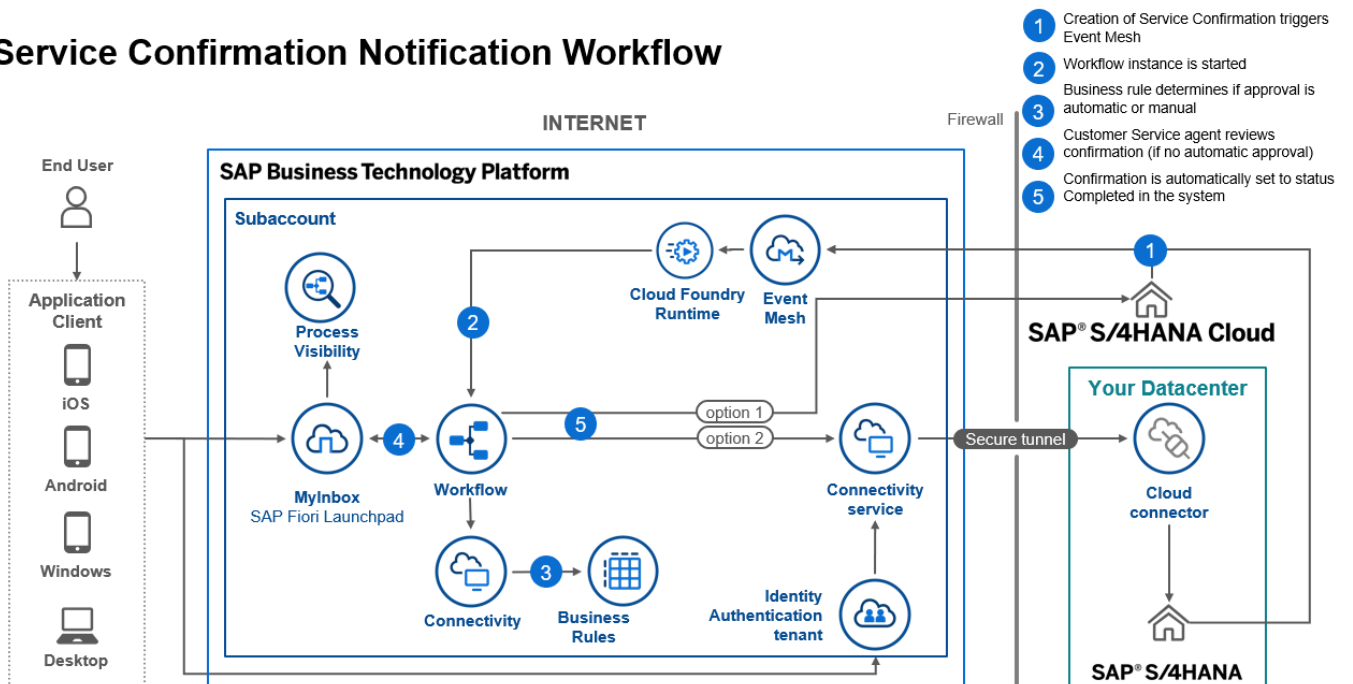 Service Confirmation Notification Workflow
1
Creation of Service Confirmation triggers
Event Mesh
2
Workflow instance is started
3
Business rule determines if approval is
automatic or manual
4
Customer Service agent reviews
confirmation (if no automatic approval)
5
Confirmation is automatically set to status
Completed in the system
INTERNET
Firewall
End User
Application
Client
iOS
Android
Windows
Desktop
SAP Business Technology Platform
Subaccount
Process
Visibility
Cloud Foundry
Runtime
Event
Mesh
1
SAP® S/4HANA Cloud
2
MyInbox
SAP Fiori Launchpad
4
Workflow
5
option 1
option 2
Connectivity
service
Secure tunnel
Your Datacenter
Cloud
connector
SAP® S/4HANA
Connectivity
3
Business
Rules
Identity
Authentication
tenant